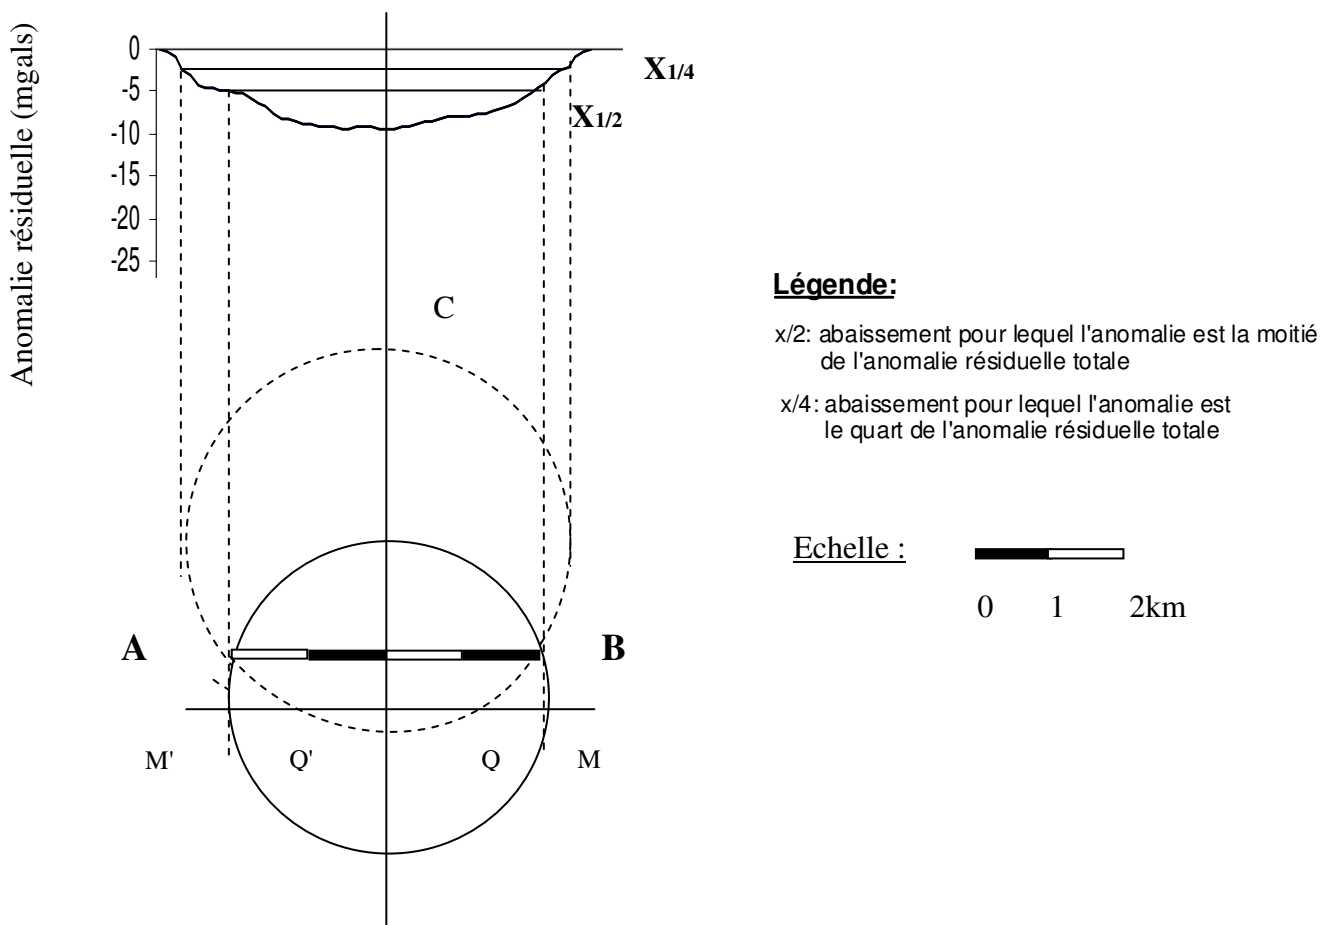 Anomalie résiduelle (mgals)
0
-5
-10
-15
-20
-25
X1/4
X1/2
C
Légende:
x/2: abaissement pour lequel l'anomalie est la moitié
de l'anomalie résiduelle totale
x/4: abaissement pour lequel l'anomalie est
le quart de l'anomalie résiduelle totale
Echelle :
0 1 2km
A B
M' Q' Q M